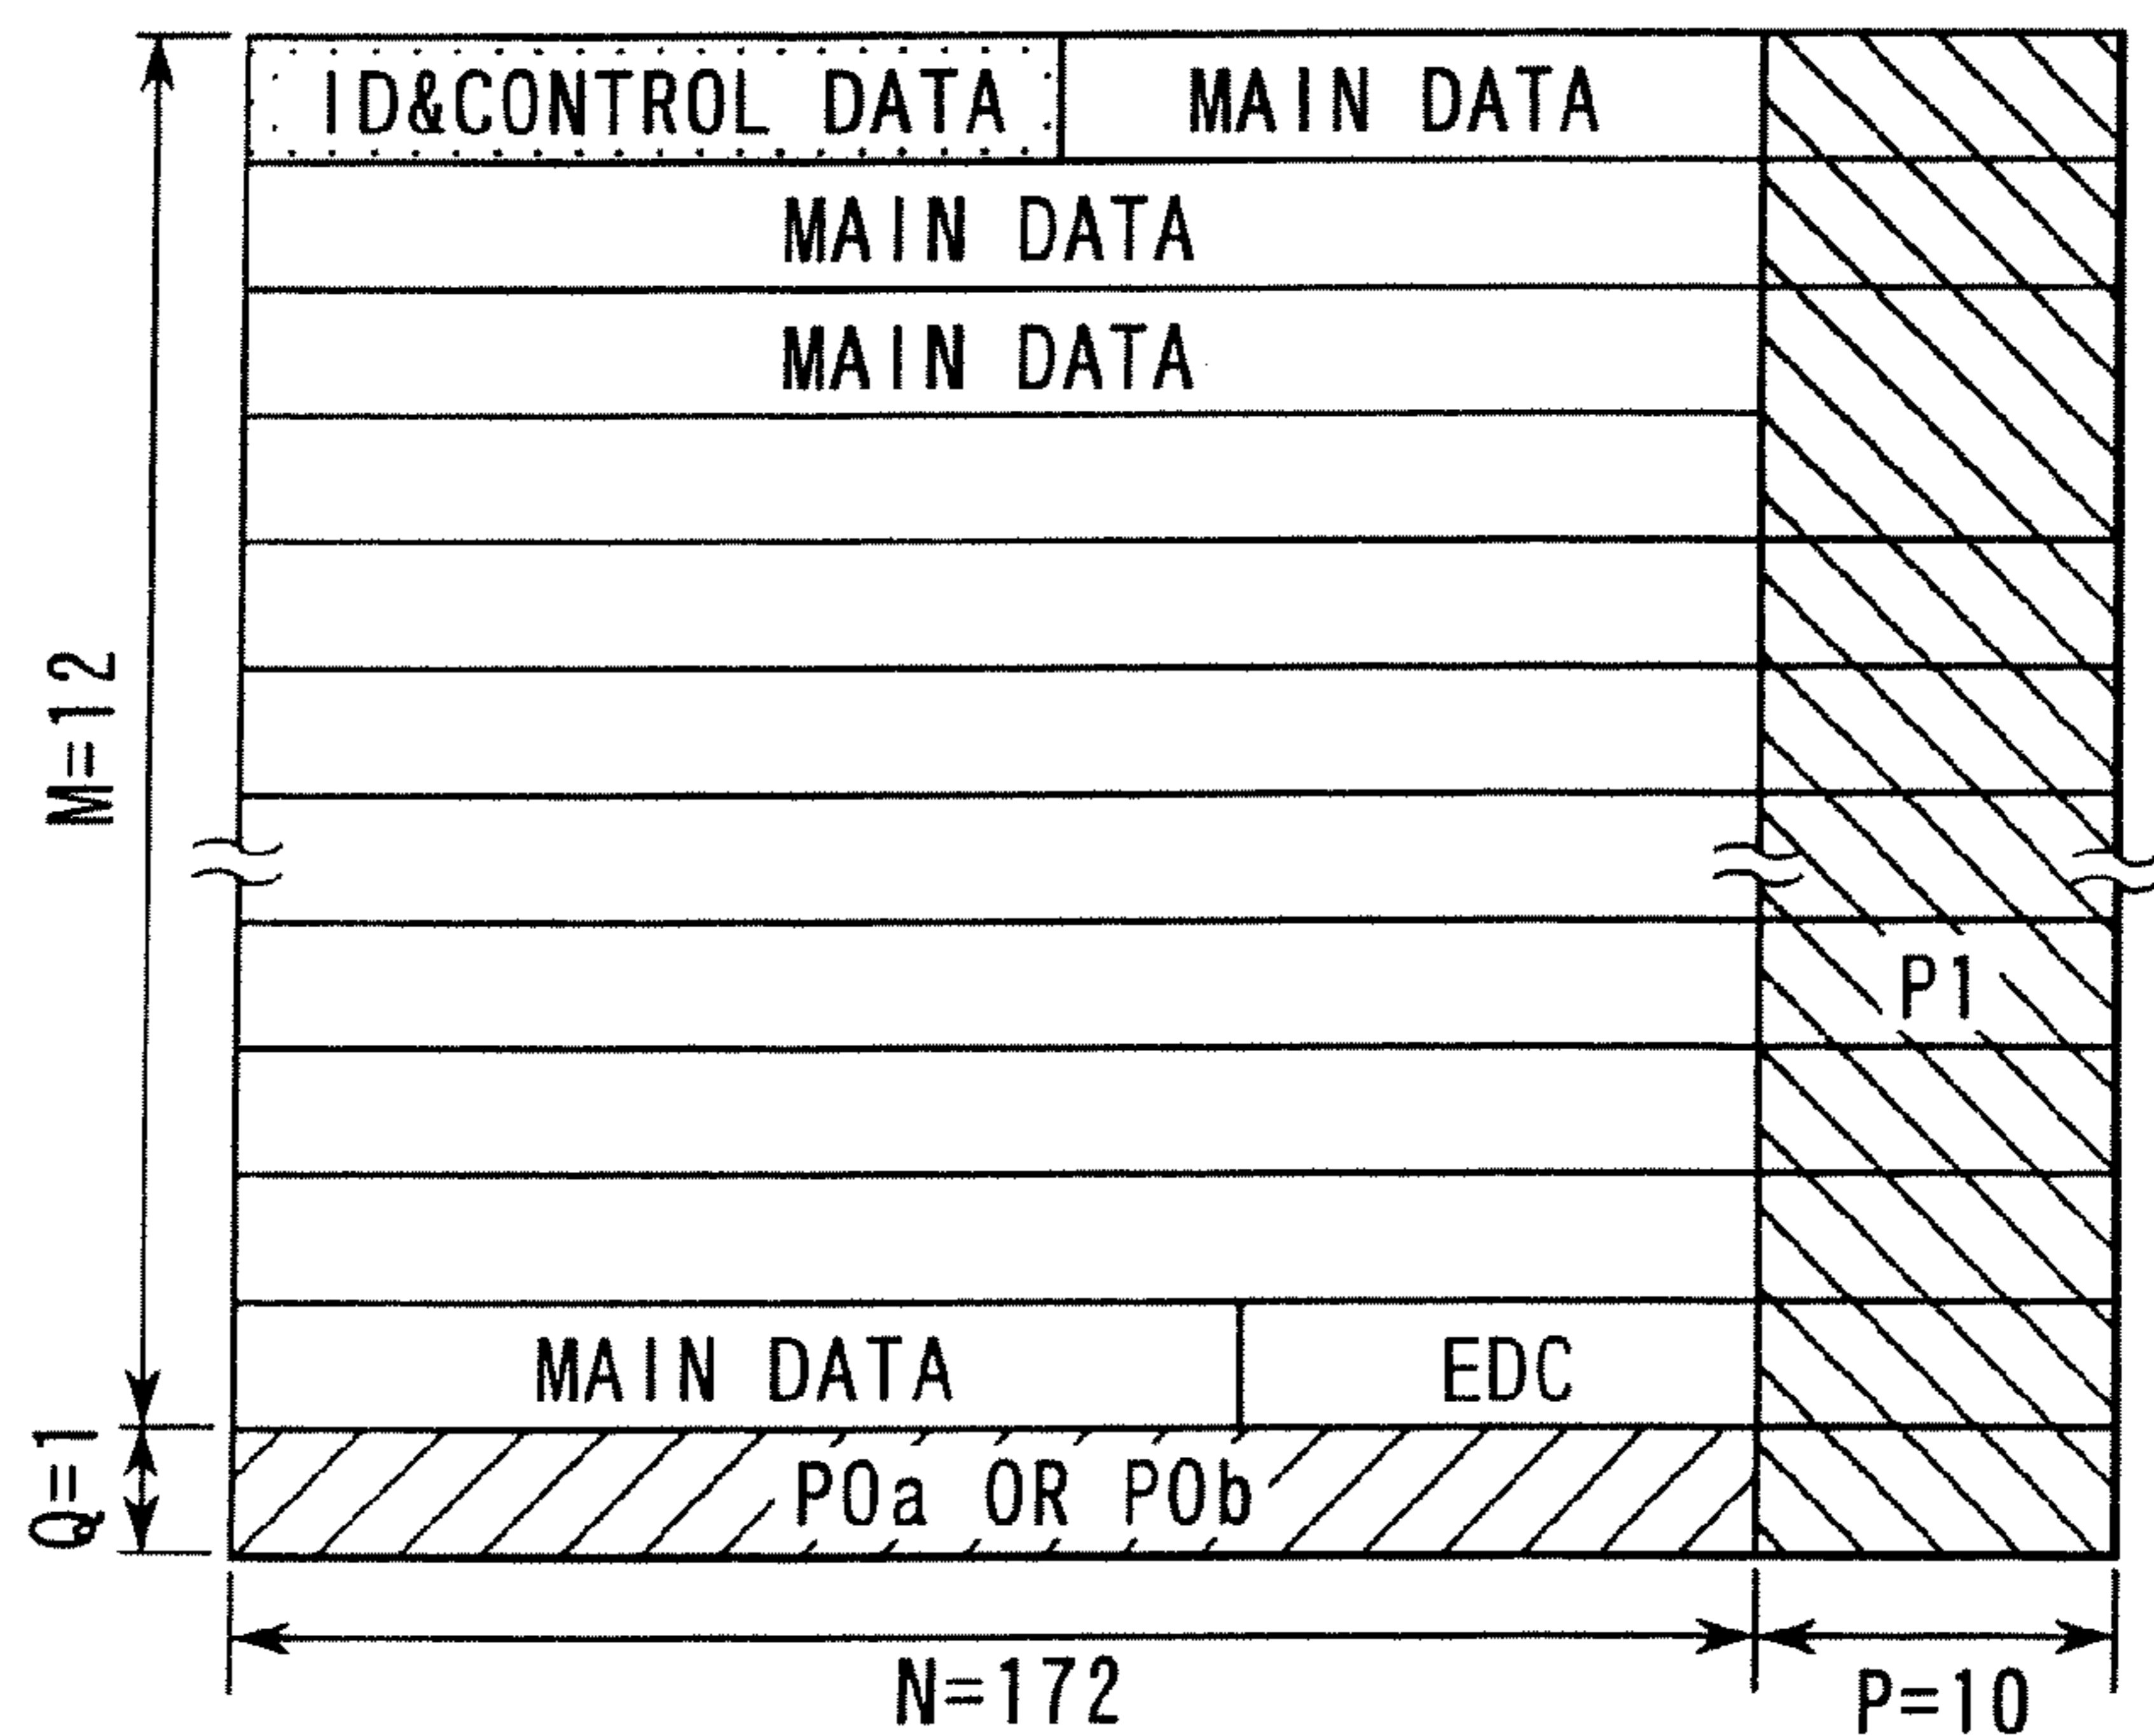 ID&CONTROL DATA MAIN DATA
MAIN DATA
MAIN DATA
M=12
P1
MAIN DATA EDC
Q=1
POa OR POb
N=172
P=10